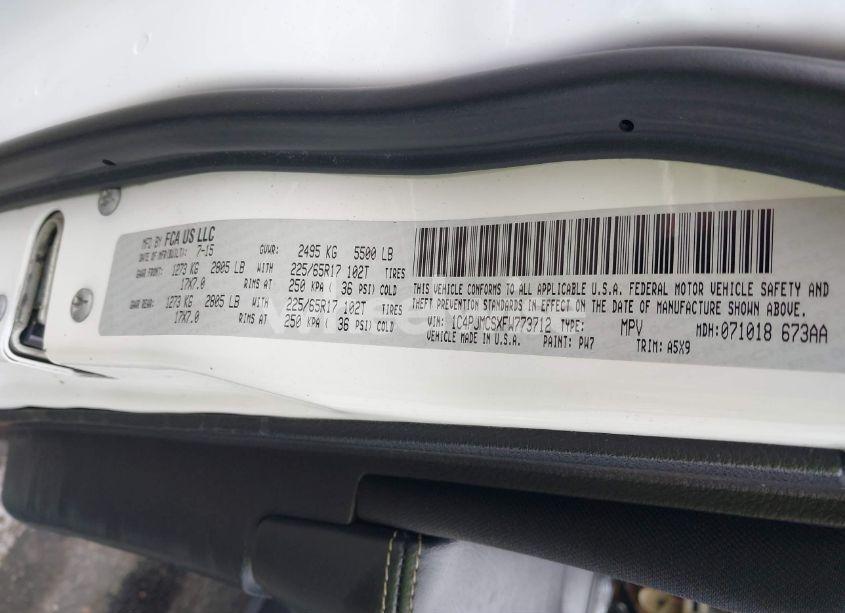 MFD BY FCA US LLC
DATE OF MFR/BUILT: 7-15 GVWR: 2495 KG 5500 LB
GAWR FRONT: 1273 KG 2805 LB WITH 225/65R17 102T TIRES
17X7.0 RIMS AT 250 KPA ( 36 PSI) COLD
GAWR REAR: 1273 KG 2805 LB WITH 225/65R17 102T TIRES
17X7.0 RIMS AT 250 KPA ( 36 PSI) COLD
THIS VEHICLE CONFORMS TO ALL APPLICABLE U.S.A. FEDERAL MOTOR VEHICLE SAFETY AND
THEFT PREVENTION STANDARDS IN EFFECT ON THE DATE OF MANUFACTURE SHOWN ABOVE.
VIN: 1C4PJMCSXFW773712 TYPE: MPV MDH:071018 673AA
VEHICLE MADE IN U.S.A. PAINT: PW7 TRIM: A5X9